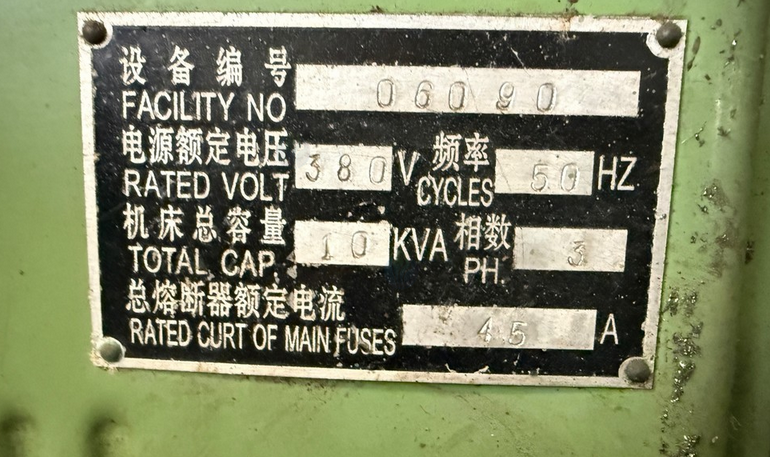 设备编号
FACILITY NO 06090
电源额定电压 频率
RATED VOLT 380 V CYCLES 50 HZ
机床总容量 相数
TOTAL CAP. 10 KVA PH. 3
总熔断器额定电流
RATED CURT OF MAIN FUSES 45 A